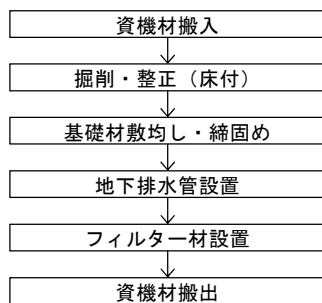 資機材搬入
掘削・整正（床付）
基礎材敷均し・締固め
地下排水管設置
フィルター材設置
資機材搬出